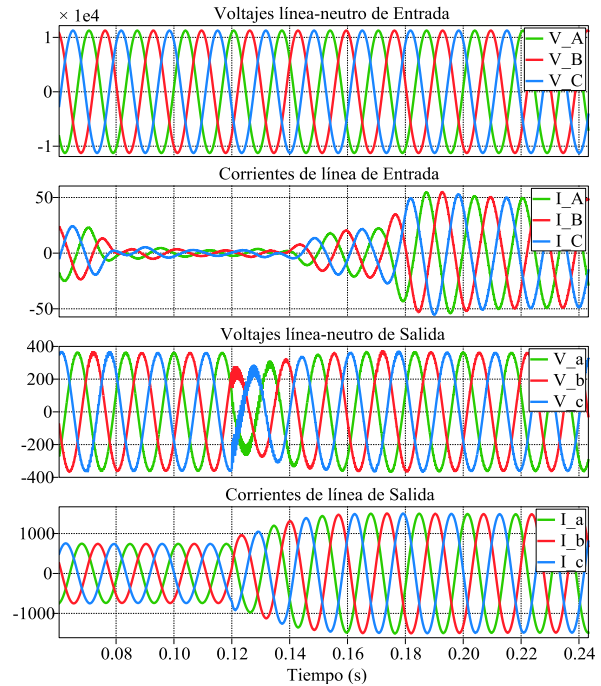 Voltajes línea-neutro de Entrada
× 1e4
1
0
-1
V_A
V_B
V_C
Corrientes de línea de Entrada
50
0
-50
I_A
I_B
I_C
Voltajes línea-neutro de Salida
400
200
0
-200
-400
V_a
V_b
V_c
Corrientes de línea de Salida
1000
0
-1000
I_a
I_b
I_c
0.08 0.10 0.12 0.14 0.16 0.18 0.20 0.22 0.24
Tiempo (s)